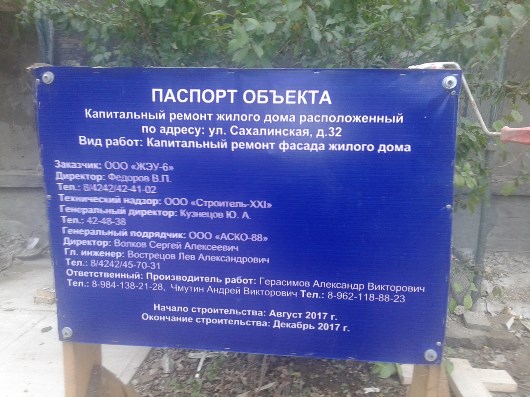 ПАСПОРТ ОБЪЕКТА
Капитальный ремонт жилого дома расположенный
по адресу: ул. Сахалинская, д.32
Вид работ: Капитальный ремонт фасада жилого дома
Заказчик: ООО «ЖЭУ-6»
Директор: Федоров В.П.
Тел.: 8/4242/42-41-02
Технический надзор: ООО «Строитель-XXI»
Генеральный директор: Кузнецов Ю. А.
Тел.: 42-48-38
Генеральный подрядчик: ООО «АСКО-88»
Директор: Волков Сергей Алексеевич
Гл. инженер: Вострецов Лев Александрович
Тел.: 8/4242/45-70-31
Ответственный: Производитель работ: Герасимов Александр Викторович
Тел.: 8-984-138-21-28, Чмутин Андрей Викторович Тел.: 8-962-118-88-23
Начало строительства: Август 2017 г.
Окончание строительства: Декабрь 2017 г.